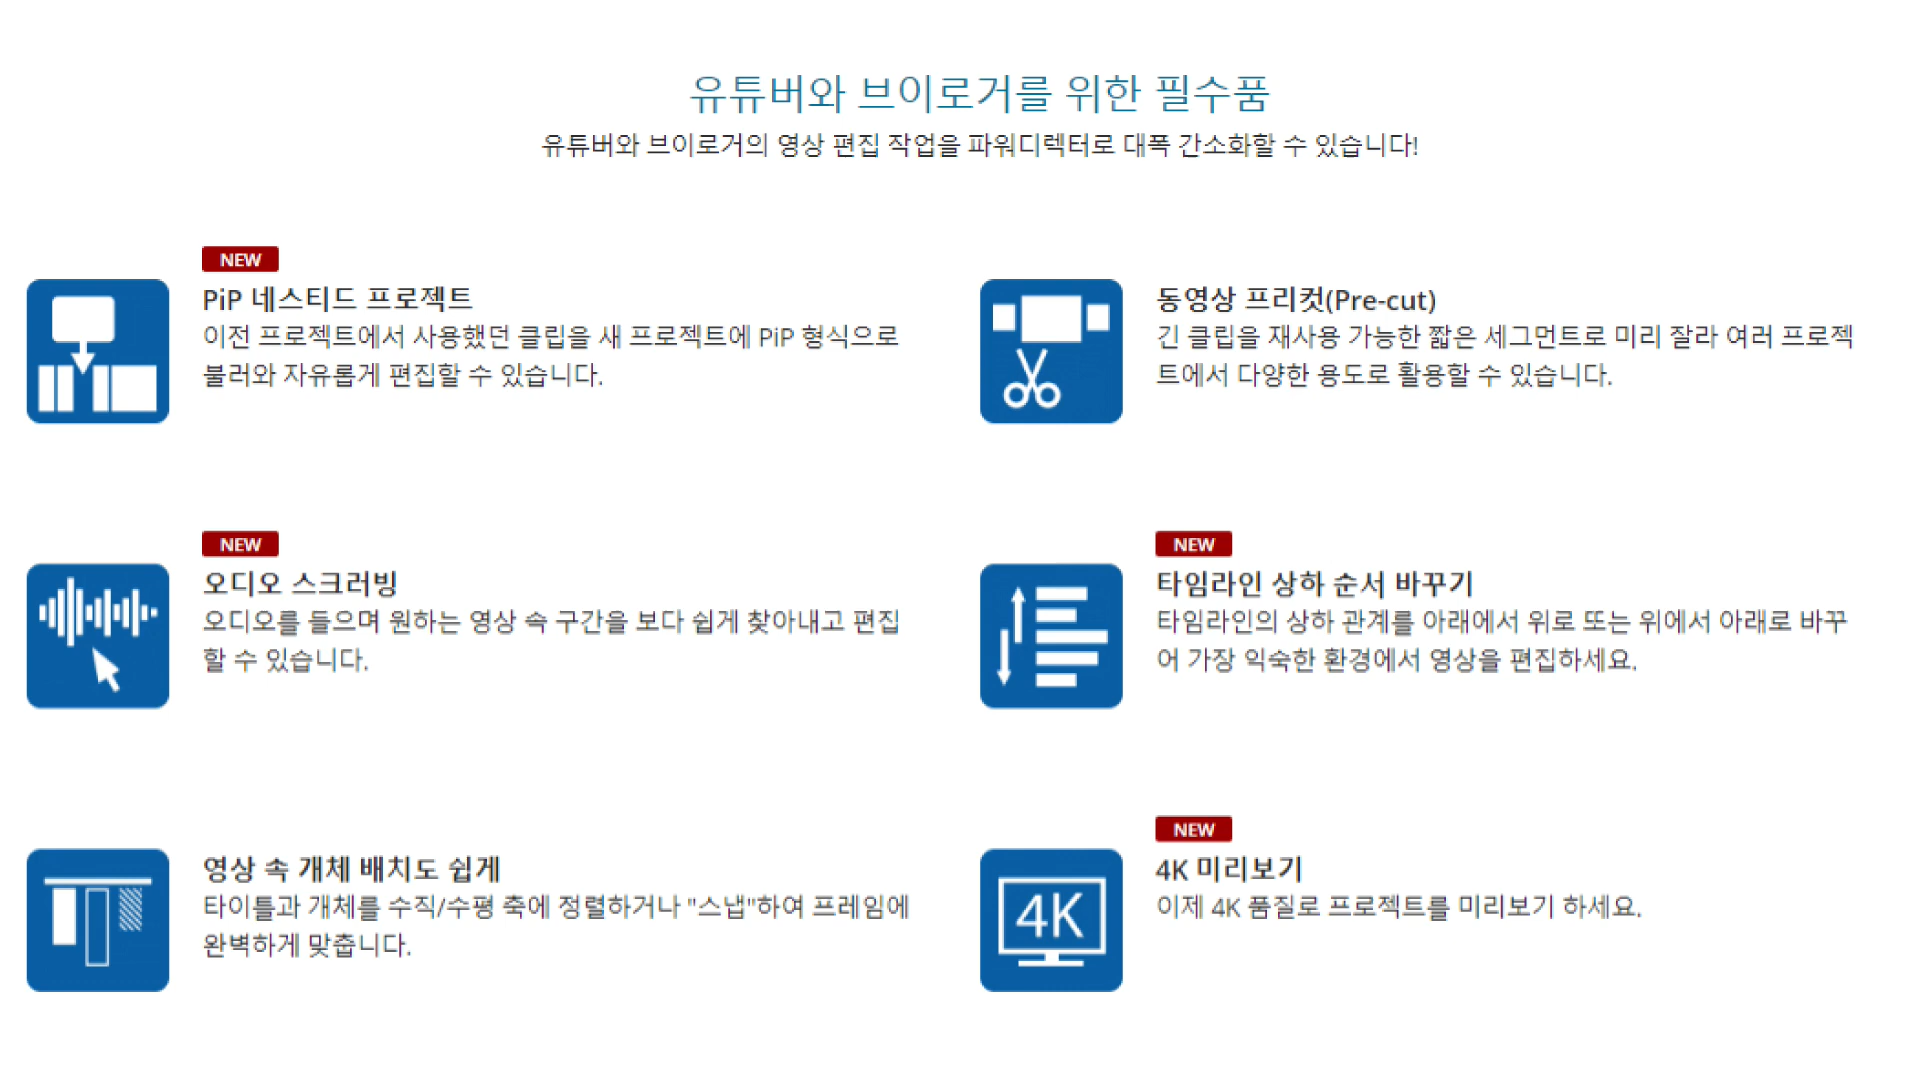 유튜버와 브이로거를 위한 필수품
유튜버와 브이로거의 영상 편집 작업을 파워디렉터로 대폭 간소화할 수 있습니다!
NEW
PiP 네스티드 프로젝트
이전 프로젝트에서 사용했던 클립을 새 프로젝트에 PiP 형식으로
불러와 자유롭게 편집할 수 있습니다.
동영상 프리컷(Pre-cut)
긴 클립을 재사용 가능한 짧은 세그먼트로 미리 잘라 여러 프로젝
트에서 다양한 용도로 활용할 수 있습니다.
NEW
오디오 스크러빙
오디오를 들으며 원하는 영상 속 구간을 보다 쉽게 찾아내고 편집
할 수 있습니다.
NEW
타임라인 상하 순서 바꾸기
타임라인의 상하 관계를 아래에서 위로 또는 위에서 아래로 바꾸
어 가장 익숙한 환경에서 영상을 편집하세요.
영상 속 개체 배치도 쉽게
타이틀과 개체를 수직/수평 축에 정렬하거나 "스냅"하여 프레임에
완벽하게 맞춥니다.
NEW
4K
4K 미리보기
이제 4K 품질로 프로젝트를 미리보기 하세요.